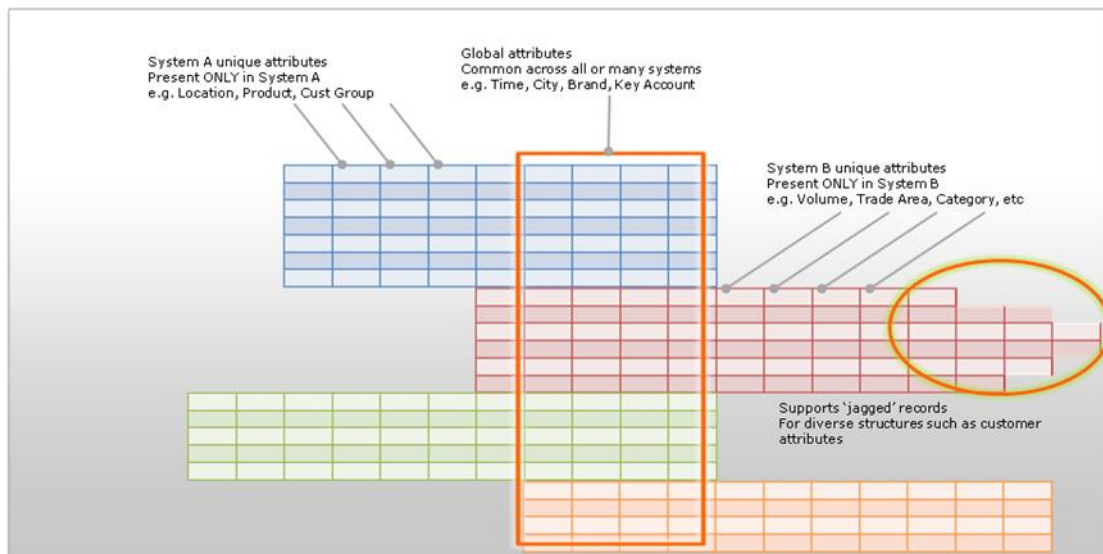 System A unique attributes
Present ONLY in System A
e.g. Location, Product, Cust Group
Global attributes
Common across all or many systems
e.g. Time, City, Brand, Key Account
System B unique attributes
Present ONLY in System B
e.g. Volume, Trade Area, Category, etc
Supports ‘jagged’ records
For diverse structures such as customer
attributes